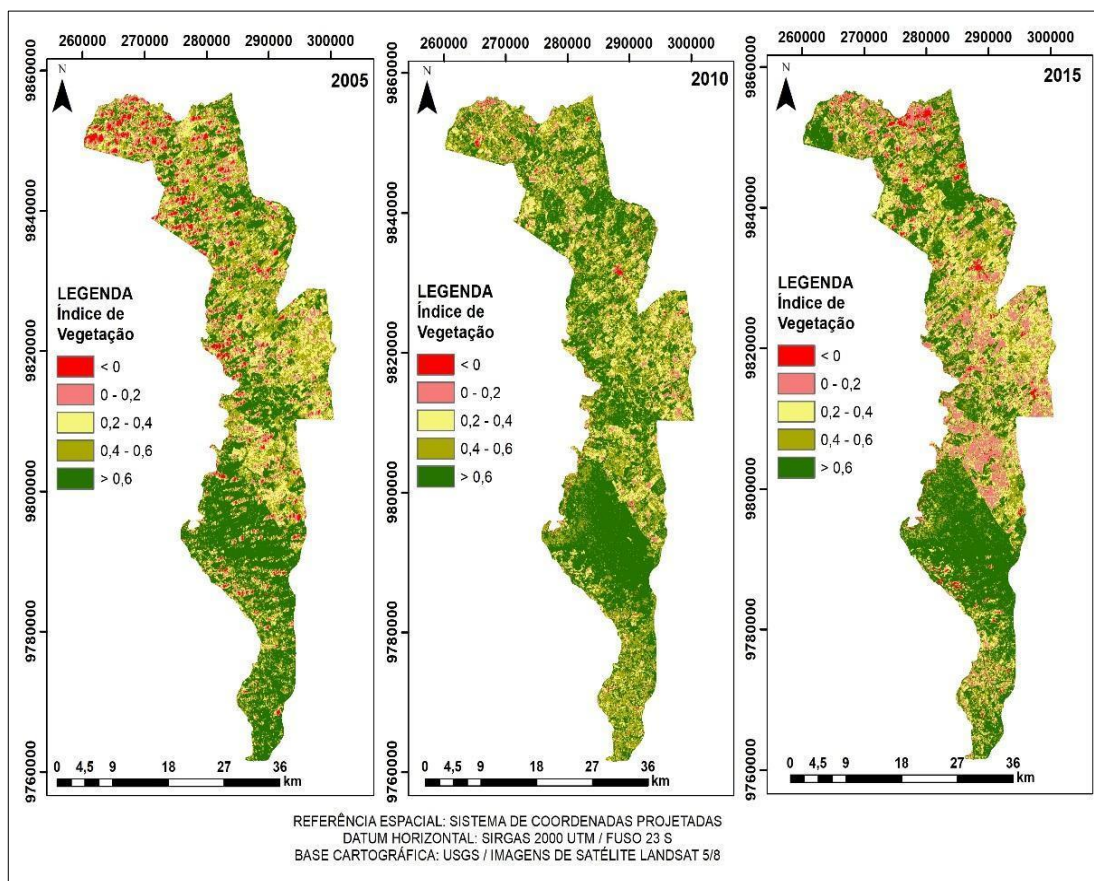 260000 270000 280000 290000 300000
9860000
9840000
9820000
9800000
9780000
9760000
N
2005
LEGENDA
Índice de
Vegetação
< 0
0 - 0,2
0,2 - 0,4
0,4 - 0,6
> 0,6
0 4,5 9 18 27 36
km
260000 270000 280000 290000 300000
9860000
9840000
9820000
9800000
9780000
9760000
N
2010
LEGENDA
Índice de
Vegetação
< 0
0 - 0,2
0,2 - 0,4
0,4 - 0,6
> 0,6
0 4,5 9 18 27 36
km
260000 270000 280000 290000 300000
9860000
9840000
9820000
9800000
9780000
9760000
N
2015
LEGENDA
Índice de
Vegetação
< 0
0 - 0,2
0,2 - 0,4
0,4 - 0,6
> 0,6
0 4,5 9 18 27 36
km
REFERÊNCIA ESPACIAL: SISTEMA DE COORDENADAS PROJETADAS
DATUM HORIZONTAL: SIRGAS 2000 UTM / FUSO 23 S
BASE CARTOGRÁFICA: USGS / IMAGENS DE SATÉLITE LANDSAT 5/8